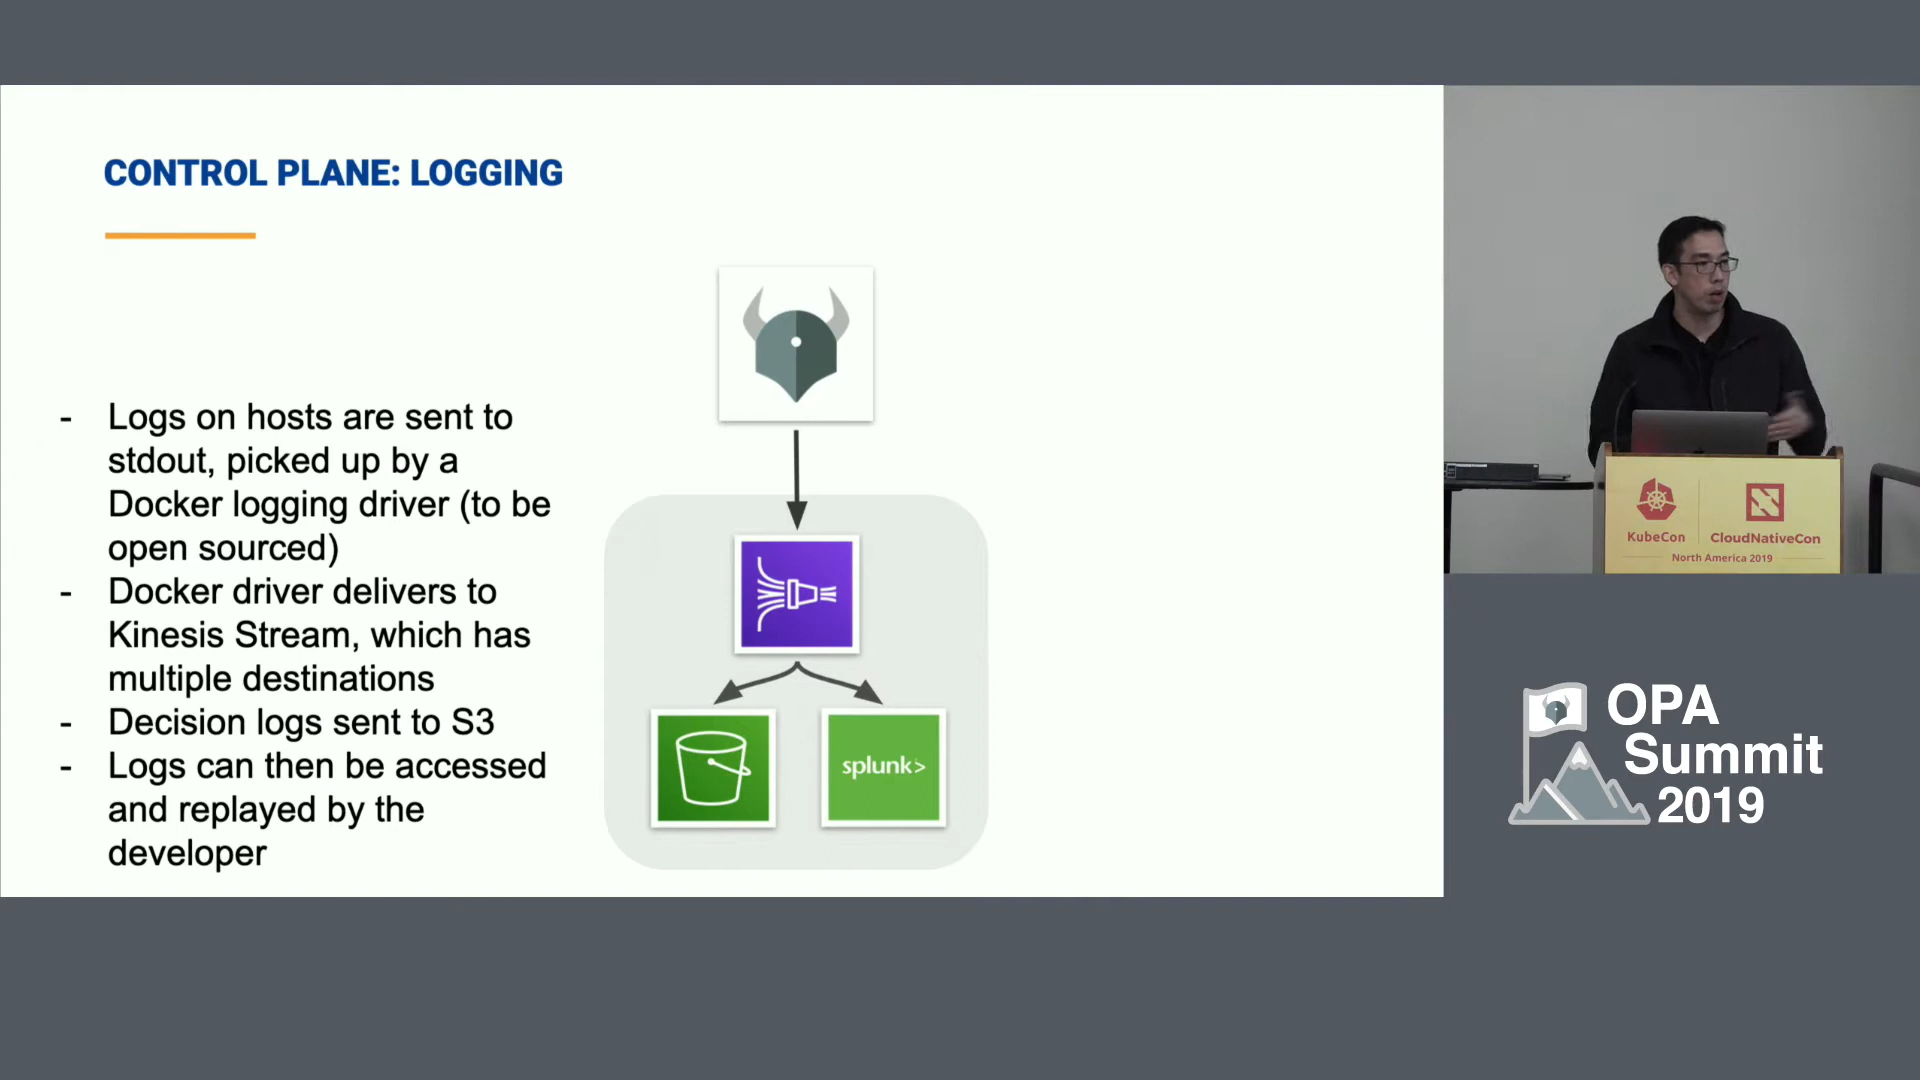 CONTROL PLANE: LOGGING
- Logs on hosts are sent to
stdout, picked up by a
Docker logging driver (to be
open sourced)
- Docker driver delivers to
Kinesis Stream, which has
multiple destinations
- Decision logs sent to S3
- Logs can then be accessed
and replayed by the
developer
splunk>
KubeCon
CloudNativeCon
North America 2019
OPA
Summit
2019